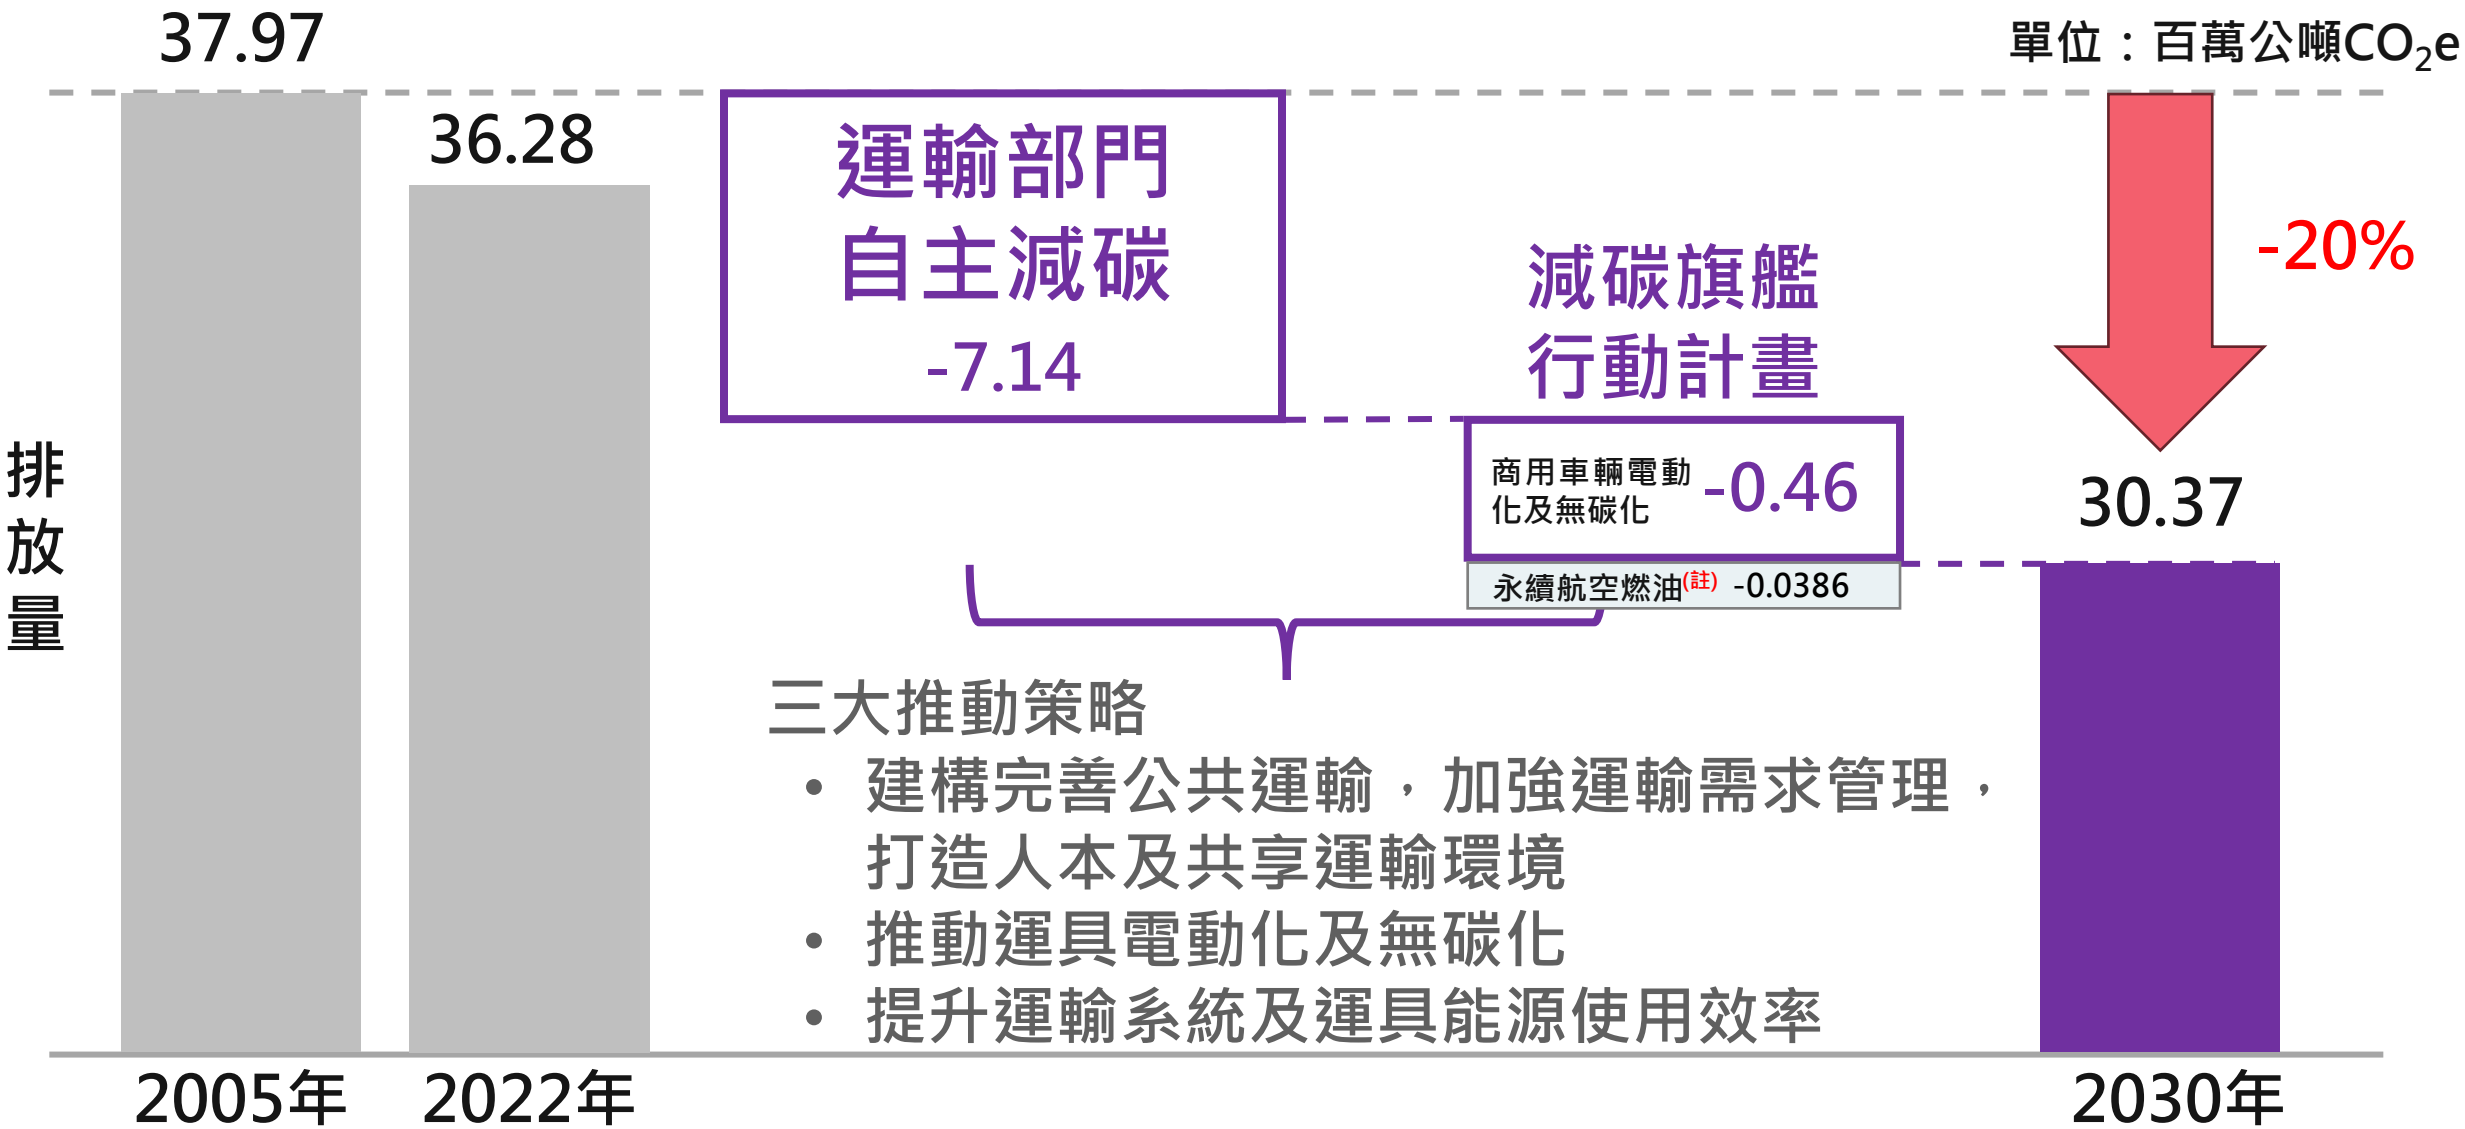 37.97
單位：百萬公噸CO₂e
36.28
運輸部門
自主減碳
-7.14
減碳旗艦
行動計畫
-20%
商用車輛電動
化及無碳化
-0.46
永續航空燃油(註) -0.0386
30.37
排放量
三大推動策略
• 建構完善公共運輸，加強運輸需求管理，
打造人本及共享運輸環境
• 推動運具電動化及無碳化
• 提升運輸系統及運具能源使用效率
2005年
2022年
2030年